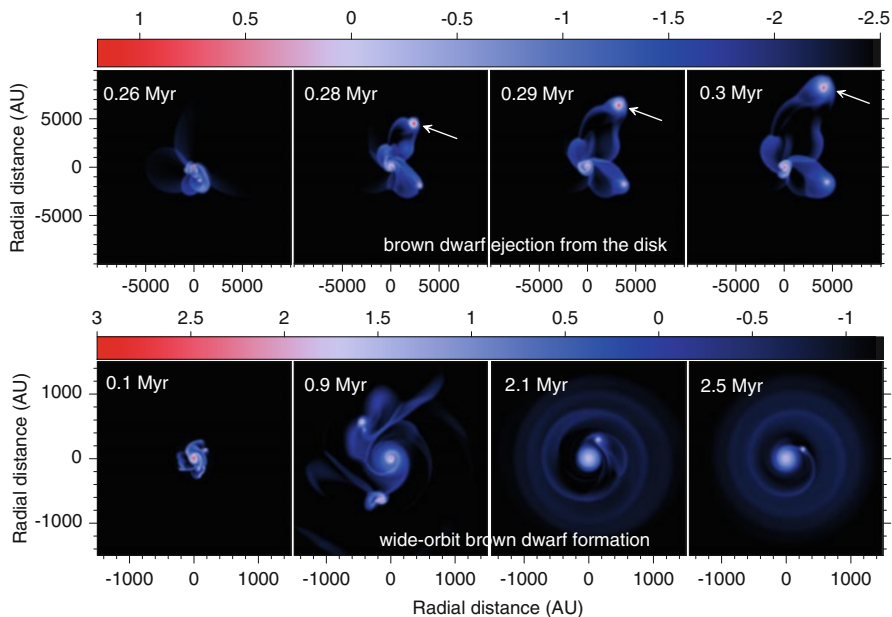 1 0.5 0 -0.5 -1 -1.5 -2 -2.5
Radial distance (AU)
5000
0
-5000
0.26 Myr 0.28 Myr 0.29 Myr 0.3 Myr
brown dwarf ejection from the disk
-5000 0 5000 -5000 0 5000 -5000 0 5000 -5000 0 5000
3 2.5 2 1.5 1 0.5 0 -0.5 -1
Radial distance (AU)
1000
0
-1000
0.1 Myr 0.9 Myr 2.1 Myr 2.5 Myr
wide-orbit brown dwarf formation
-1000 0 1000 -1000 0 1000 -1000 0 1000 -1000 0 1000
Radial distance (AU)